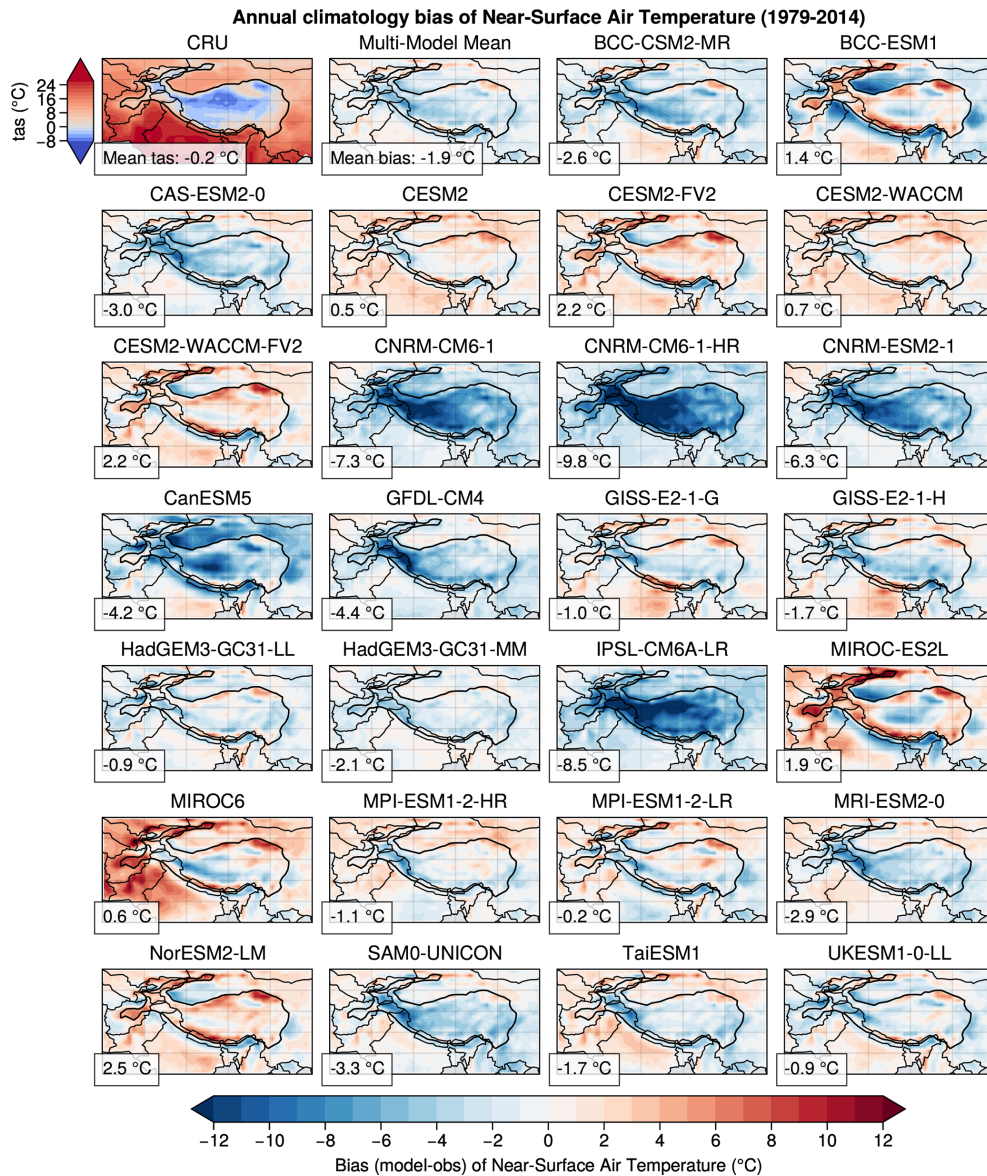 Annual climatology bias of Near-Surface Air Temperature (1979-2014)
CRU
Multi-Model Mean
BCC-CSM2-MR
BCC-ESM1
tas (°C)
24
16
8
0
−8
Mean tas: -0.2 °C
Mean bias: -1.9 °C
-2.6 °C
1.4 °C
CAS-ESM2-0
CESM2
CESM2-FV2
CESM2-WACCM
-3.0 °C
0.5 °C
2.2 °C
0.7 °C
CESM2-WACCM-FV2
CNRM-CM6-1
CNRM-CM6-1-HR
CNRM-ESM2-1
2.2 °C
-7.3 °C
-9.8 °C
-6.3 °C
CanESM5
GFDL-CM4
GISS-E2-1-G
GISS-E2-1-H
-4.2 °C
-4.4 °C
-1.0 °C
-1.7 °C
HadGEM3-GC31-LL
HadGEM3-GC31-MM
IPSL-CM6A-LR
MIROC-ES2L
-0.9 °C
-2.1 °C
-8.5 °C
1.9 °C
MIROC6
MPI-ESM1-2-HR
MPI-ESM1-2-LR
MRI-ESM2-0
0.6 °C
-1.1 °C
-0.2 °C
-2.9 °C
NorESM2-LM
SAM0-UNICON
TaiESM1
UKESM1-0-LL
2.5 °C
-3.3 °C
-1.7 °C
-0.9 °C
−12 −10 −8 −6 −4 −2 0 2 4 6 8 10 12
Bias (model-obs) of Near-Surface Air Temperature (°C)